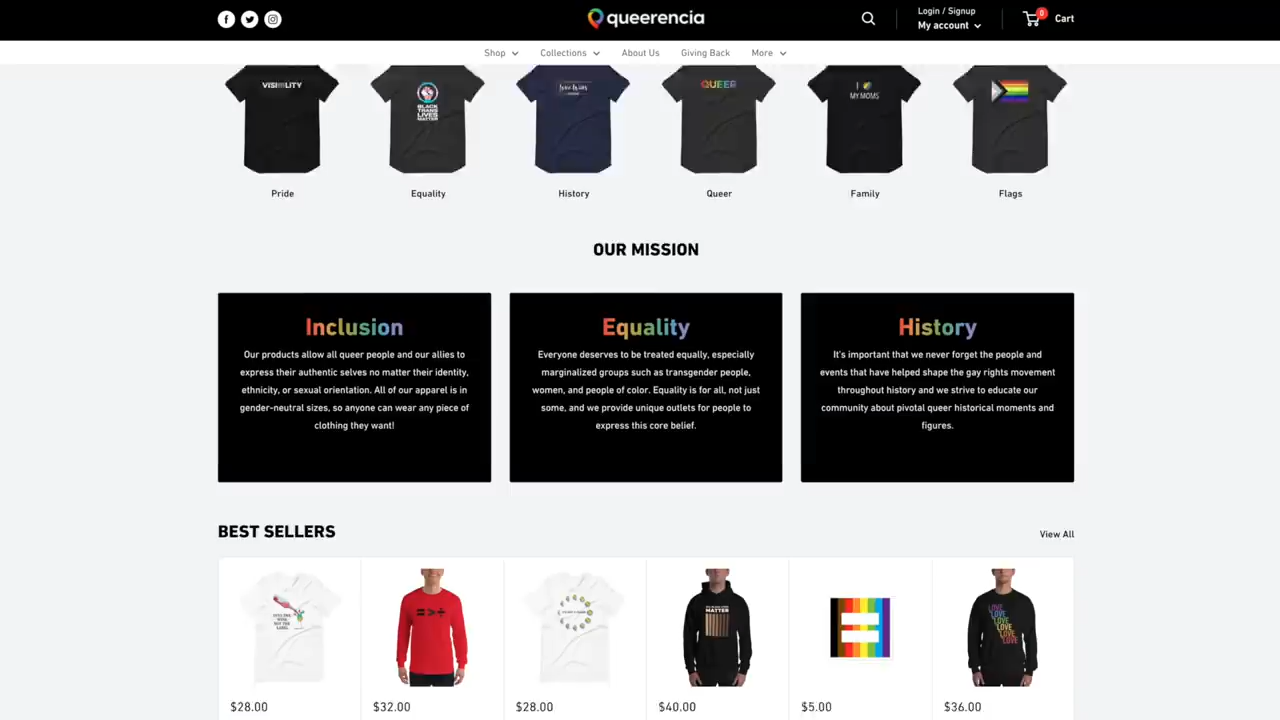 queerencia
Login / Signup
My account
0
Cart
Shop
Collections
About Us
Giving Back
More
QUEER
I
MY MOMS
BLACK
TRANS
LIVES
MATTER
Pride
Equality
History
Queer
Family
Flags
OUR MISSION
Inclusion
Our products allow all queer people and our allies to
express their authentic selves no matter their identity,
ethnicity, or sexual orientation. All of our apparel is in
gender-neutral sizes, so anyone can wear any piece of
clothing they want!
Equality
Everyone deserves to be treated equally, especially
marginalized groups such as transgender people,
women, and people of color. Equality is for all, not just
some, and we provide unique outlets for people to
express this core belief.
History
It's important that we never forget the people and
events that have helped shape the gay rights movement
throughout history and we strive to educate our
community about pivotal queer historical moments and
figures.
BEST SELLERS
View All
MATTER
LOVE
LOVE
LOVE
LOVE
LOVE
LOVE
$28.00
$32.00
$28.00
$40.00
$5.00
$36.00